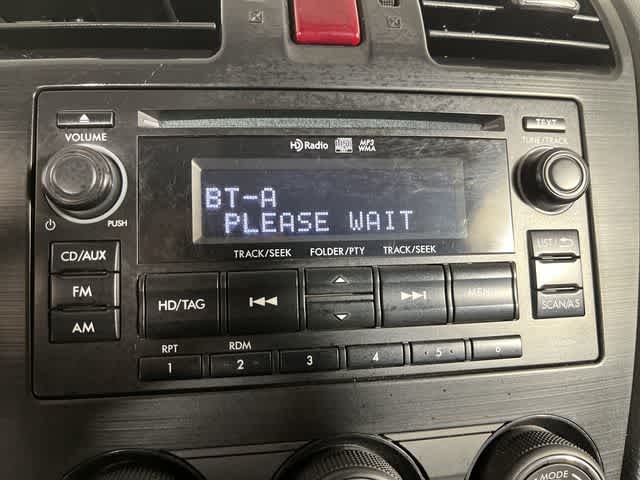 TEXT
VOLUME
HD Radio
MP3
WMA
TUNE/TRACK
BT-A
PLEASE WAIT
PUSH
TRACK/SEEK FOLDER/PTY TRACK/SEEK
CD/AUX
LIST/
HD/TAG
MENU
FM
SCAN/A.S
AM
RPT RDM
1 2 3 4 5 6
MODE